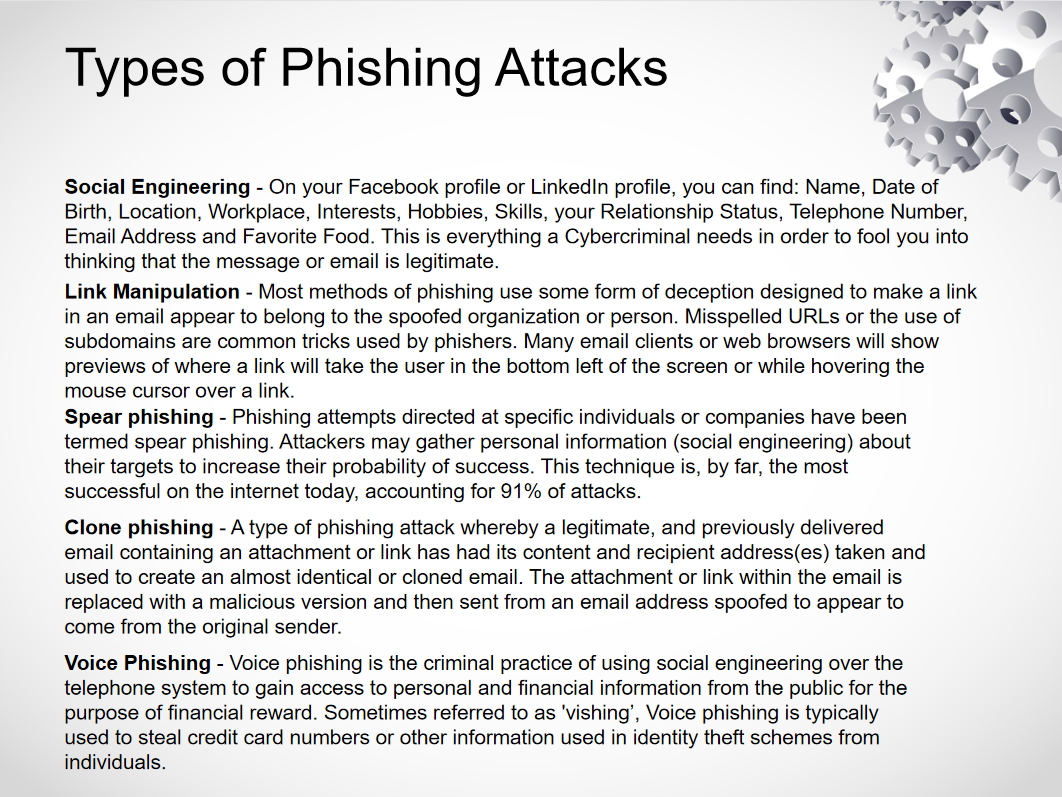 Types of Phishing Attacks
Social Engineering - On your Facebook profile or LinkedIn profile, you can find: Name, Date of
Birth, Location, Workplace, Interests, Hobbies, Skills, your Relationship Status, Telephone Number,
Email Address and Favorite Food. This is everything a Cybercriminal needs in order to fool you into
thinking that the message or email is legitimate.
Link Manipulation - Most methods of phishing use some form of deception designed to make a link
in an email appear to belong to the spoofed organization or person. Misspelled URLs or the use of
subdomains are common tricks used by phishers. Many email clients or web browsers will show
previews of where a link will take the user in the bottom left of the screen or while hovering the
mouse cursor over a link.
Spear phishing - Phishing attempts directed at specific individuals or companies have been
termed spear phishing. Attackers may gather personal information (social engineering) about
their targets to increase their probability of success. This technique is, by far, the most
successful on the internet today, accounting for 91% of attacks.
Clone phishing - A type of phishing attack whereby a legitimate, and previously delivered
email containing an attachment or link has had its content and recipient address(es) taken and
used to create an almost identical or cloned email. The attachment or link within the email is
replaced with a malicious version and then sent from an email address spoofed to appear to
come from the original sender.
Voice Phishing - Voice phishing is the criminal practice of using social engineering over the
telephone system to gain access to personal and financial information from the public for the
purpose of financial reward. Sometimes referred to as 'vishing’, Voice phishing is typically
used to steal credit card numbers or other information used in identity theft schemes from
individuals.